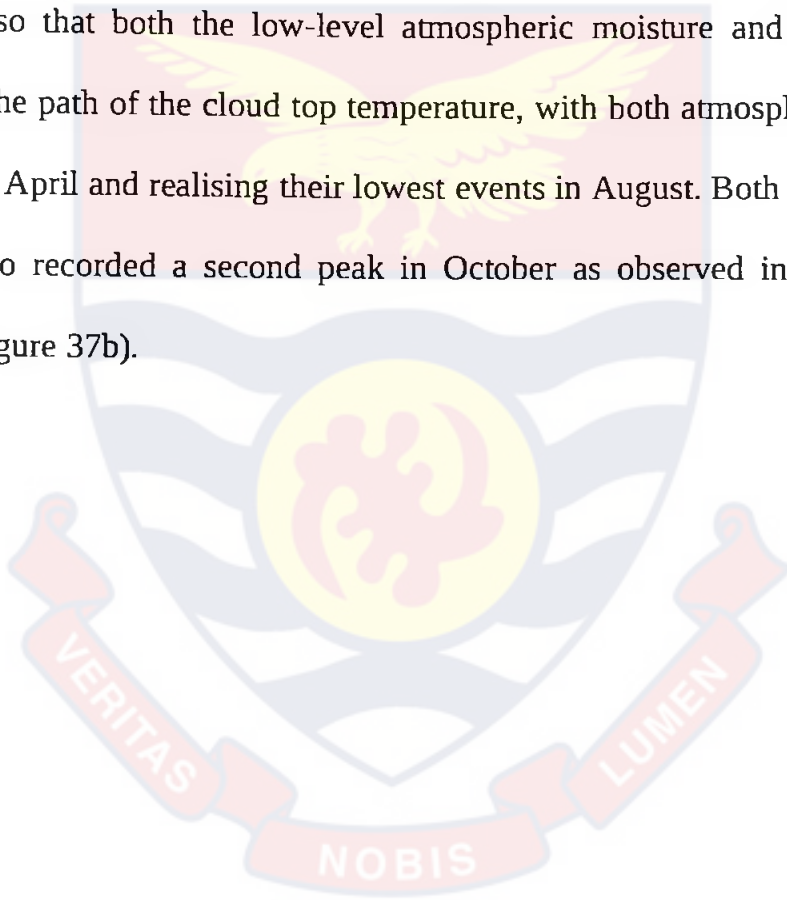 so that both the low-level atmospheric moisture and
he path of the cloud top temperature, with both atmospl
April and realising their lowest events in August. Both
o recorded a second peak in October as observed in
gure 37b).
VERITAS
NOBIS
LUMEN